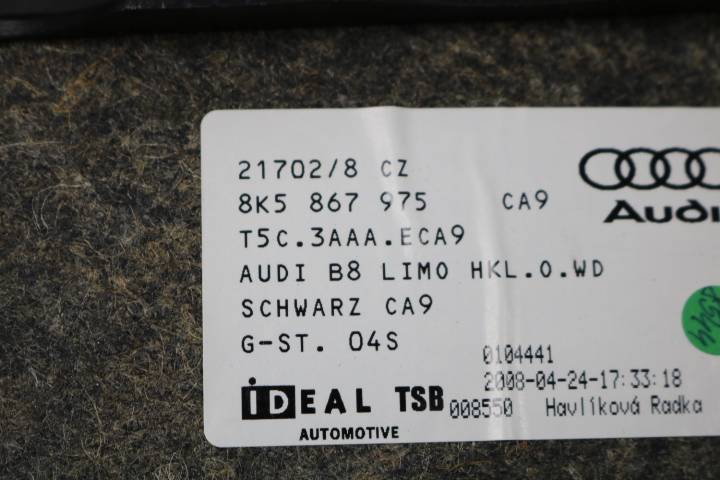 21702/8 CZ
8K5 867 975 CA9
Audi
T5C.3AAA.ECA9
AUDI B8 LIMO HKL.O.WD
SCHWARZ CA9
G-ST. 04S
0104441
2008-04-24-17:33:18
IDEAL TSB 008550 Havlíková Radka
AUTOMOTIVE